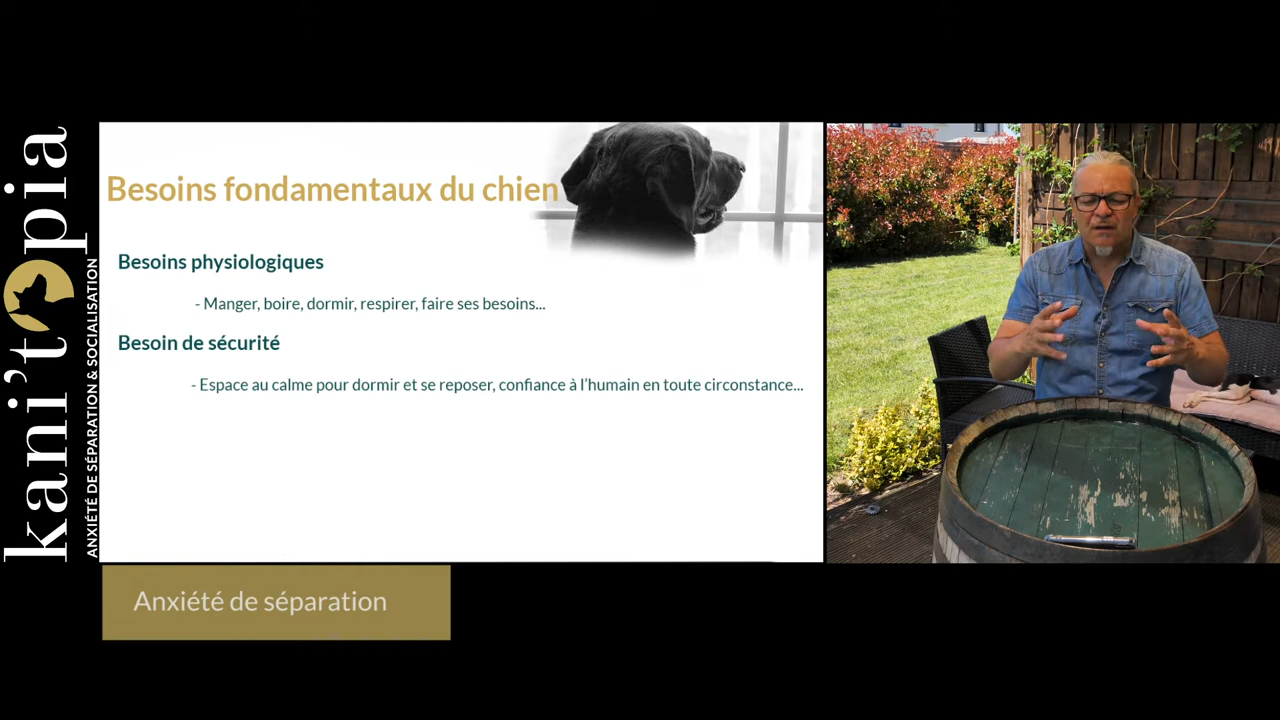 kani't pia
ANXIÉTÉ DE SÉPARATION & SOCIALISATION
Besoins fondamentaux du chien
Besoins physiologiques
- Manger, boire, dormir, respirer, faire ses besoins...
Besoin de sécurité
- Espace au calme pour dormir et se reposer, confiance à l'humain en toute circonstance...
Anxiété de séparation